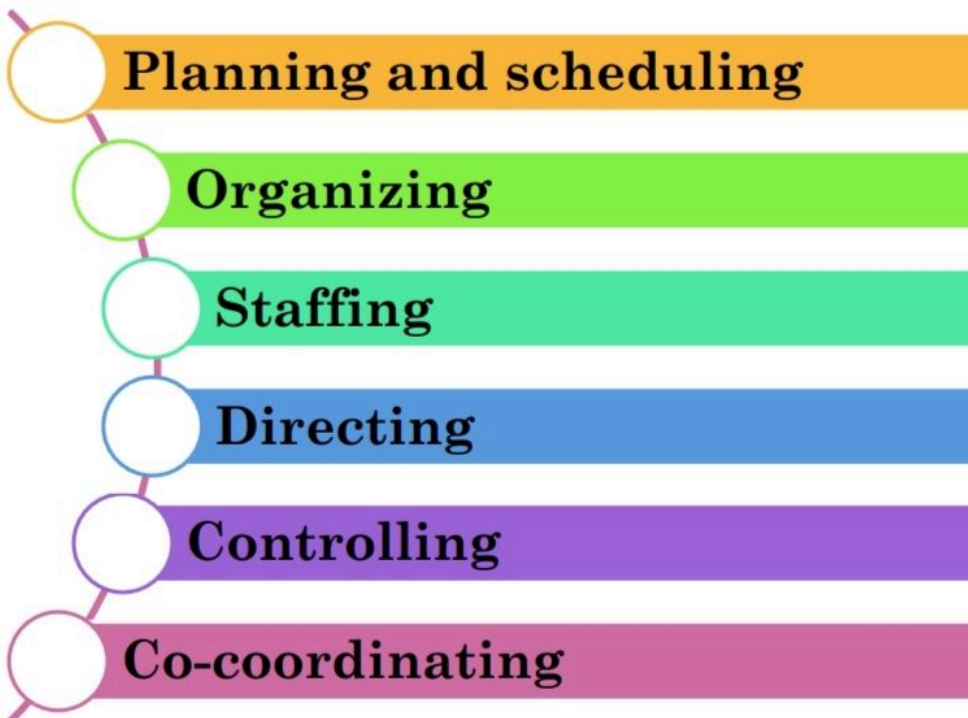 Planning and scheduling
Organizing
Staffing
Directing
Controlling
Co-coordinating